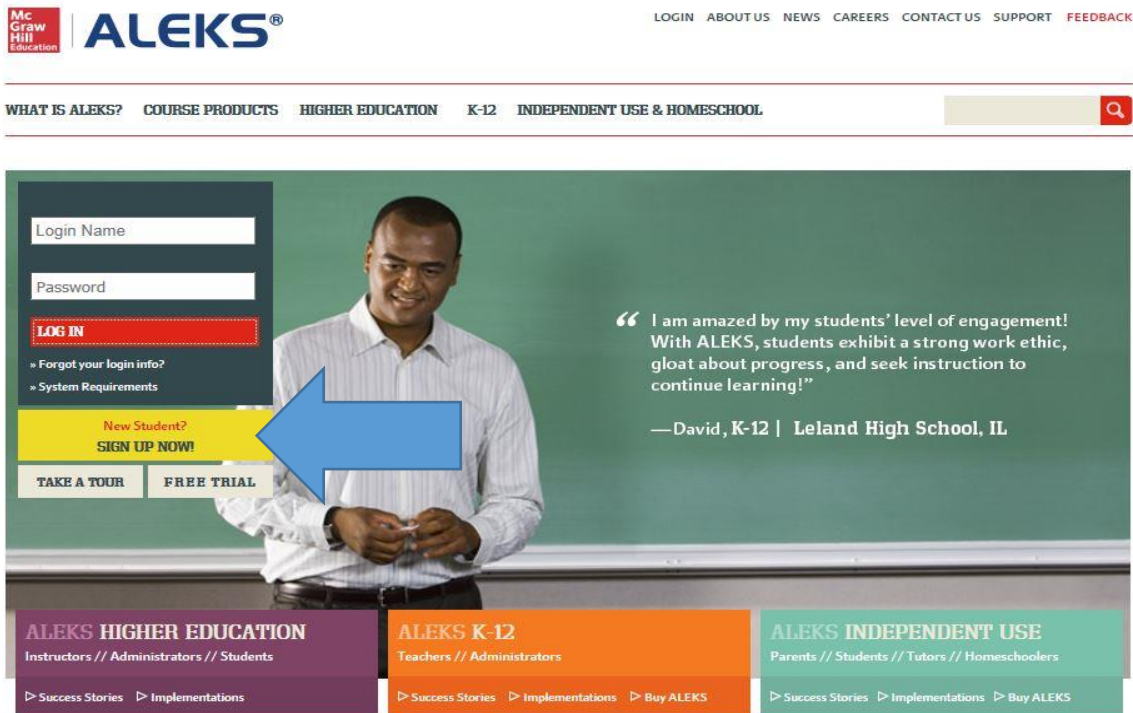 Mc
Graw
Hill
Education
ALEKS®
LOGIN ABOUT US NEWS CAREERS CONTACT US SUPPORT FEEDBACK
WHAT IS ALEKS? COURSE PRODUCTS HIGHER EDUCATION K-12 INDEPENDENT USE & HOMESCHOOL
Login Name
Password
LOG IN
» Forgot your login info?
» System Requirements
New Student?
SIGN UP NOW!
TAKE A TOUR FREE TRIAL
“ I am amazed by my students’ level of engagement!
With ALEKS, students exhibit a strong work ethic,
gloat about progress, and seek instruction to
continue learning!”
—David, K-12 | Leland High School, IL
ALEKS HIGHER EDUCATION
Instructors // Administrators // Students
▷ Success Stories ▷ Implementations
ALEKS K-12
Teachers // Administrators
▷ Success Stories ▷ Implementations ▷ Buy ALEKS
ALEKS INDEPENDENT USE
Parents // Students // Tutors // Homeschoolers
▷ Success Stories ▷ Implementations ▷ Buy ALEKS